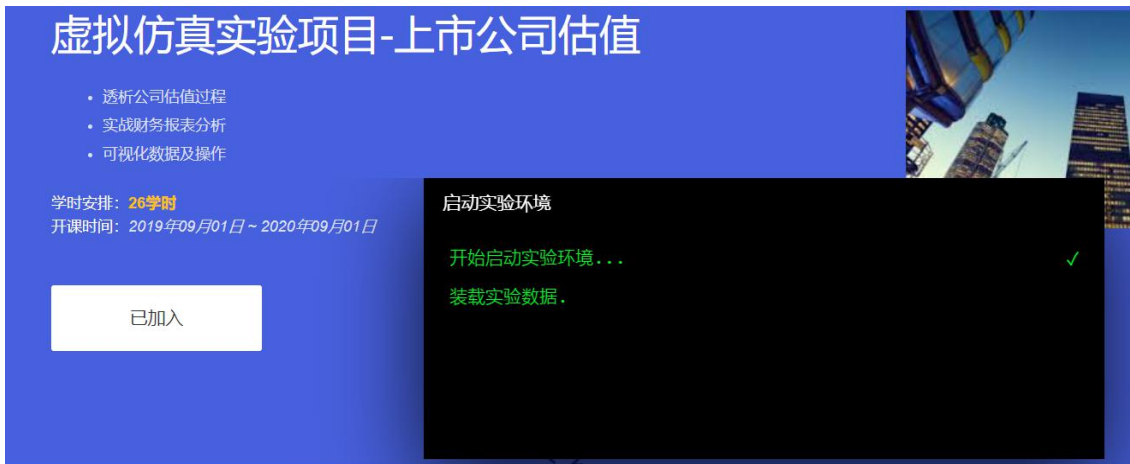 虚拟仿真实验项目-上市公司估值
• 透析公司估值过程
• 实战财务报表分析
• 可视化数据及操作
学时安排：26学时
开课时间：2019年09月01日 ~ 2020年09月01日
已加入
启动实验环境
开始启动实验环境... ✓
装载实验数据.